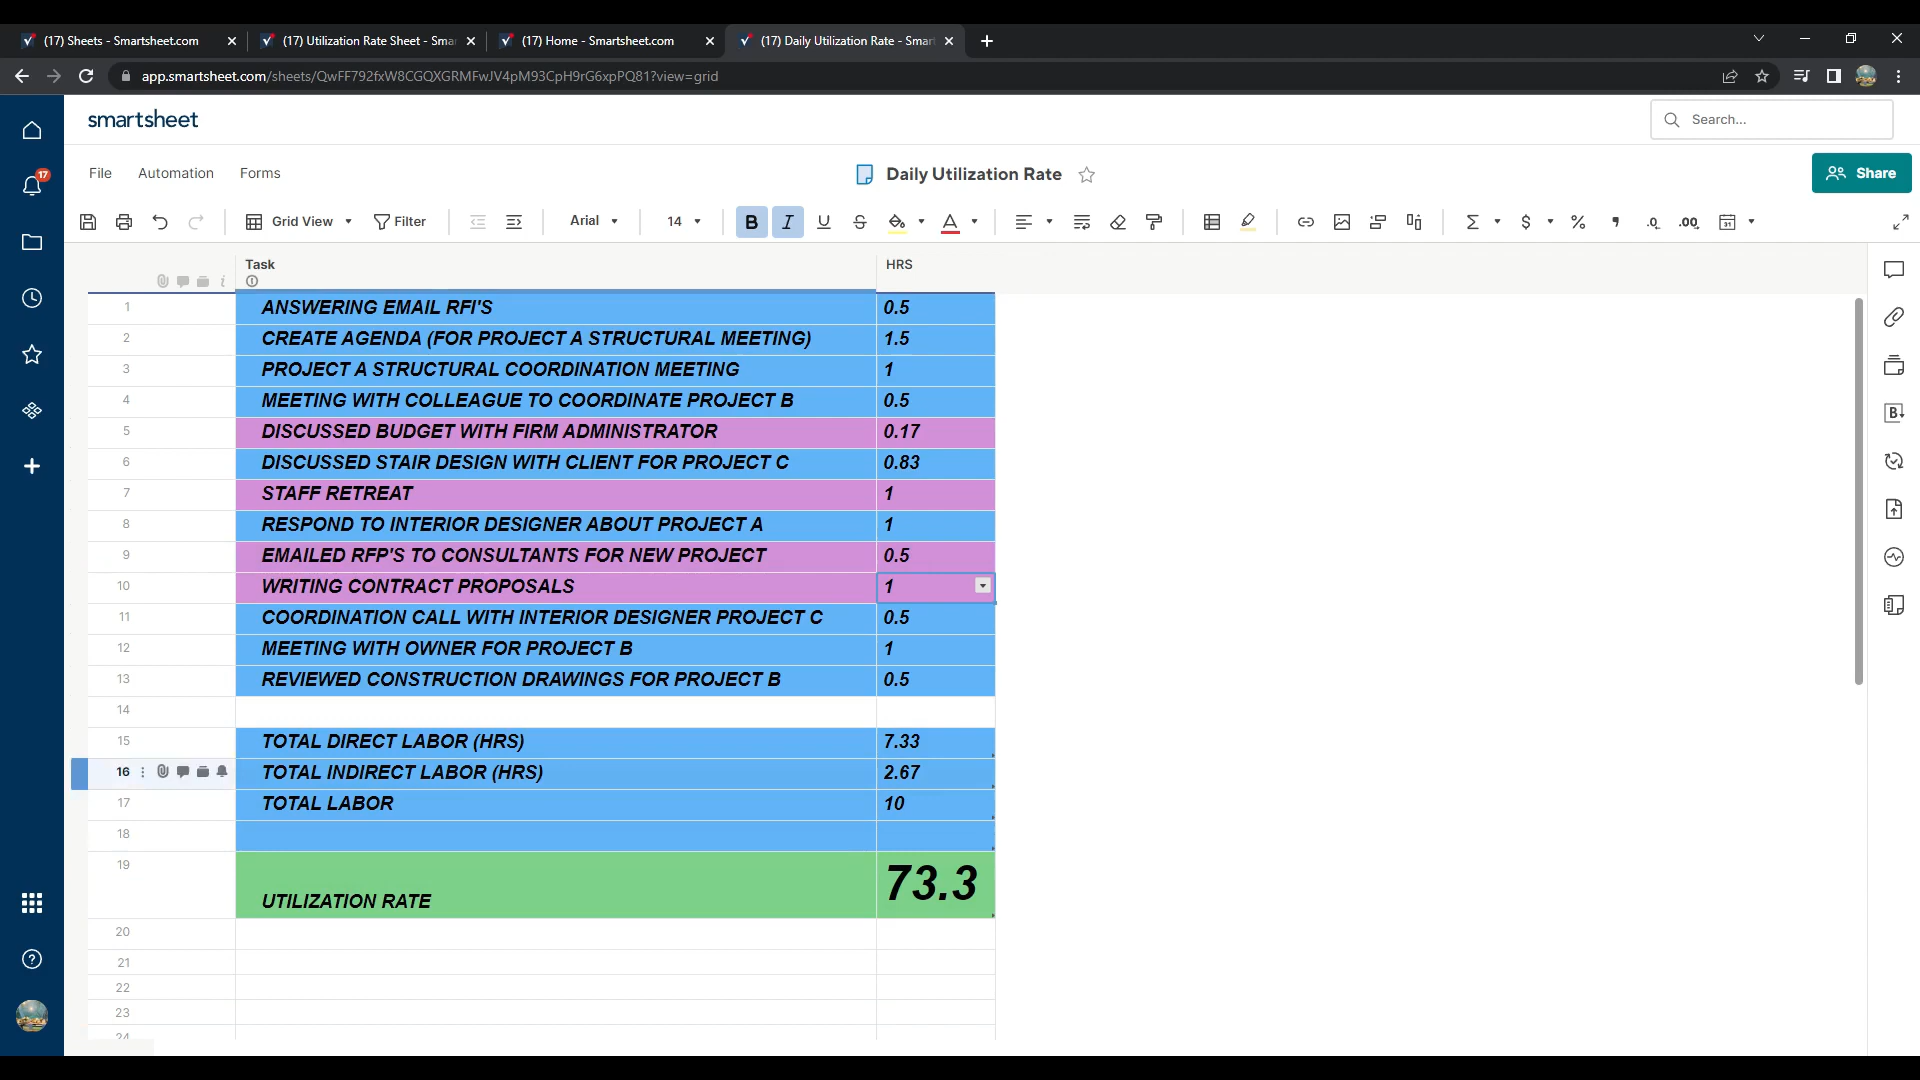 (17) Sheets - Smartsheet.com
(17) Utilization Rate Sheet - Sma
(17) Home - Smartsheet.com
(17) Daily Utilization Rate - Smar
app.smartsheet.com/sheets/QwFF792fxW8CGQXGRMFwJV4pM93CpH9rG6xpPQ81?view=grid
smartsheet
Search...
17
File Automation Forms
Daily Utilization Rate
Share
Grid View Filter Arial 14 B I U S A Σ $ % .0 .00 31
Task HRS
1 ANSWERING EMAIL RFI'S 0.5
2 CREATE AGENDA (FOR PROJECT A STRUCTURAL MEETING) 1.5
3 PROJECT A STRUCTURAL COORDINATION MEETING 1
4 MEETING WITH COLLEAGUE TO COORDINATE PROJECT B 0.5
5 DISCUSSED BUDGET WITH FIRM ADMINISTRATOR 0.17
6 DISCUSSED STAIR DESIGN WITH CLIENT FOR PROJECT C 0.83
7 STAFF RETREAT 1
8 RESPOND TO INTERIOR DESIGNER ABOUT PROJECT A 1
9 EMAILED RFP'S TO CONSULTANTS FOR NEW PROJECT 0.5
10 WRITING CONTRACT PROPOSALS 1
11 COORDINATION CALL WITH INTERIOR DESIGNER PROJECT C 0.5
12 MEETING WITH OWNER FOR PROJECT B 1
13 REVIEWED CONSTRUCTION DRAWINGS FOR PROJECT B 0.5
14
15 TOTAL DIRECT LABOR (HRS) 7.33
16 TOTAL INDIRECT LABOR (HRS) 2.67
17 TOTAL LABOR 10
18
19 UTILIZATION RATE 73.3
20
21
22
23
24